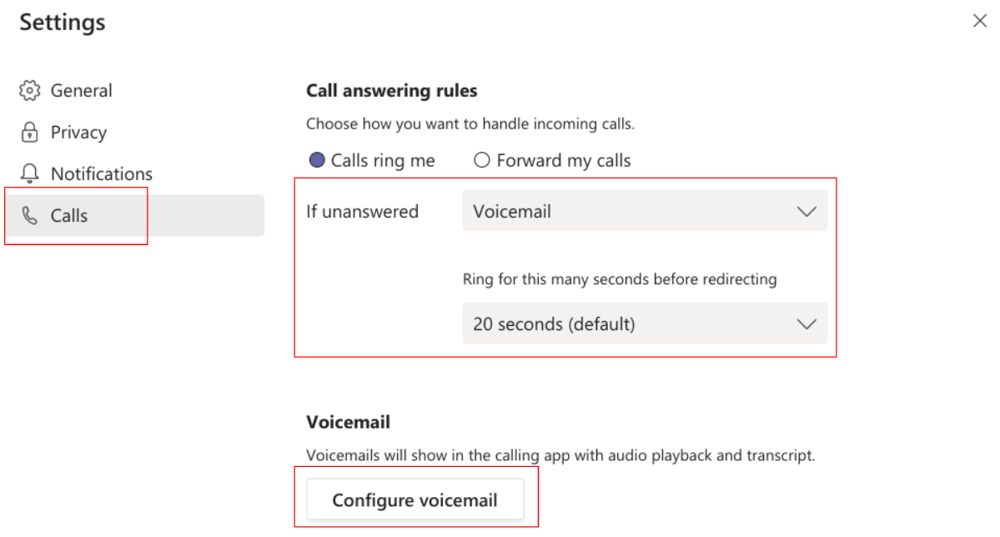 Settings
General
Privacy
Notifications
Calls
Call answering rules
Choose how you want to handle incoming calls.
Calls ring me Forward my calls
If unanswered Voicemail
Ring for this many seconds before redirecting
20 seconds (default)
Voicemail
Voicemails will show in the calling app with audio playback and transcript.
Configure voicemail